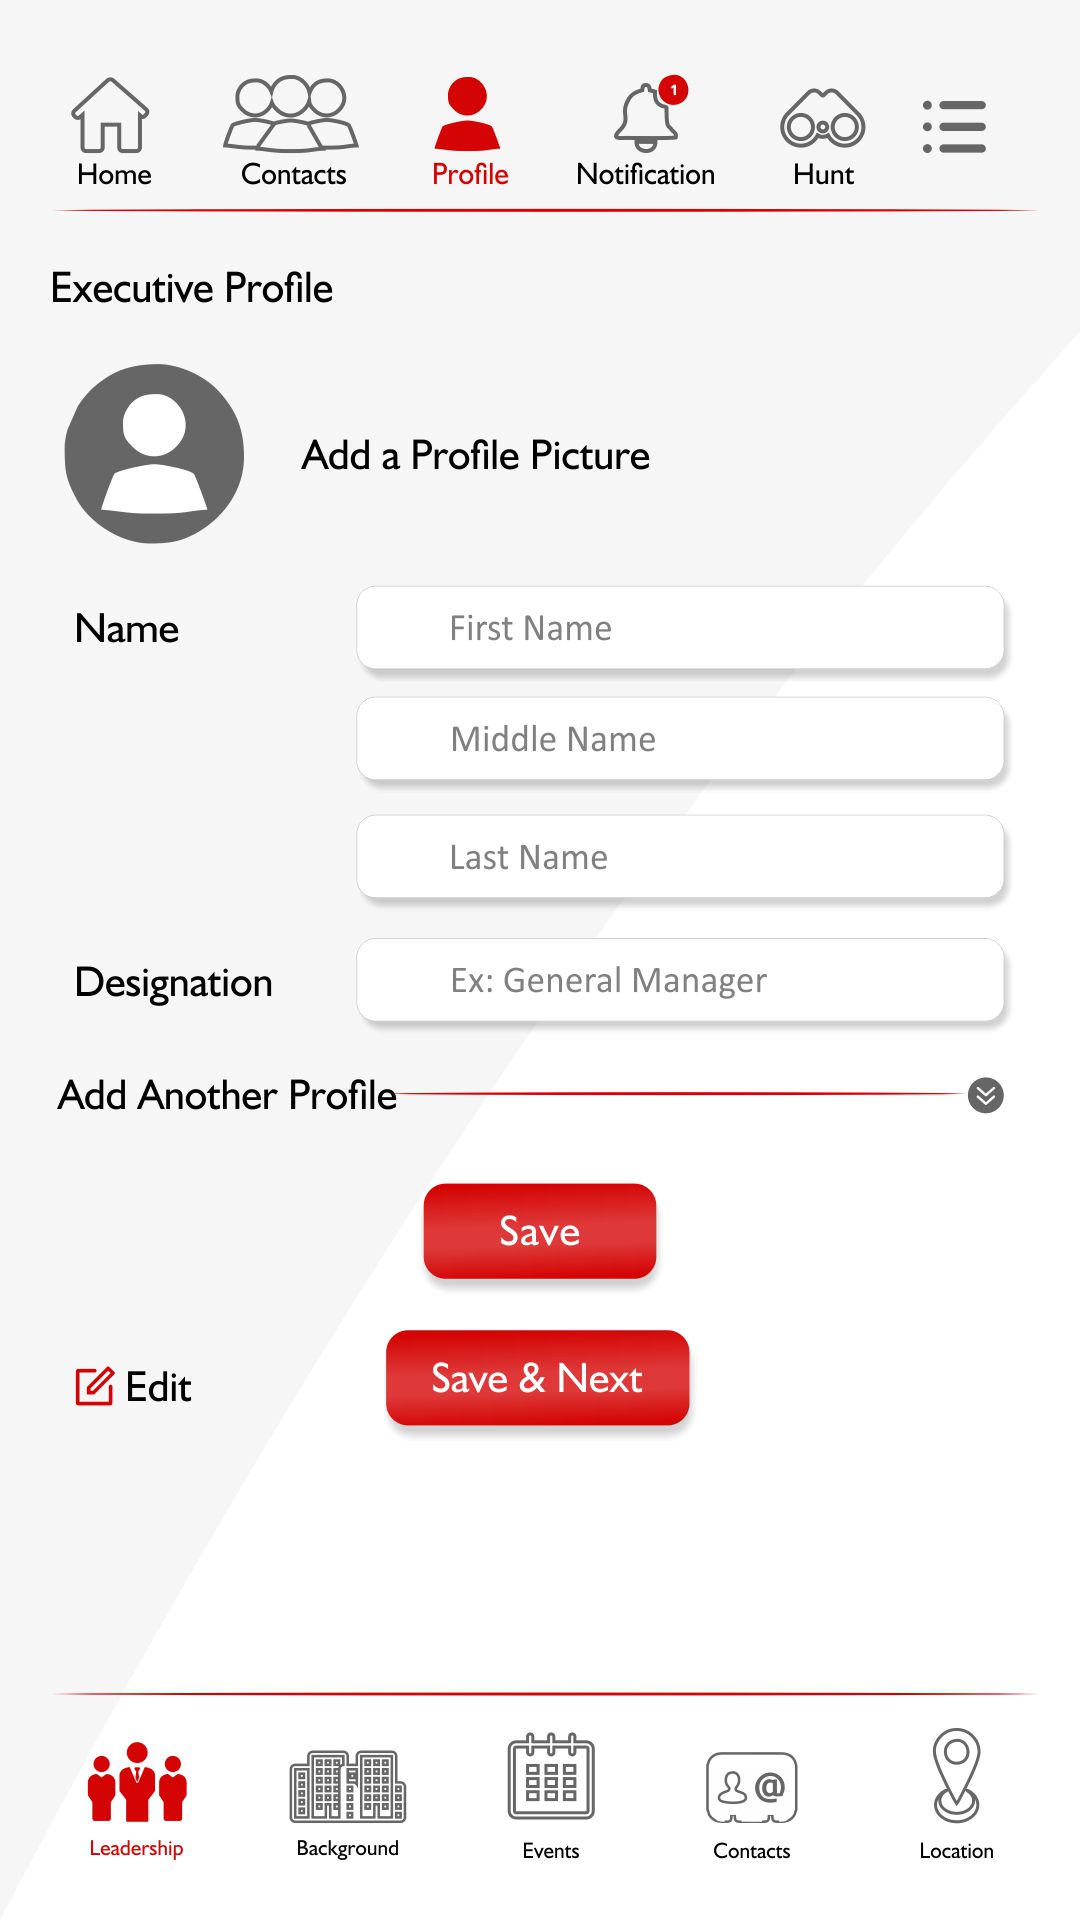 1
Home Contacts Profile Notification Hunt
Executive Profile
Add a Profile Picture
Name First Name
Middle Name
Last Name
Designation Ex: General Manager
Add Another Profile
Save
Edit Save & Next
@
Leadership Background Events Contacts Location